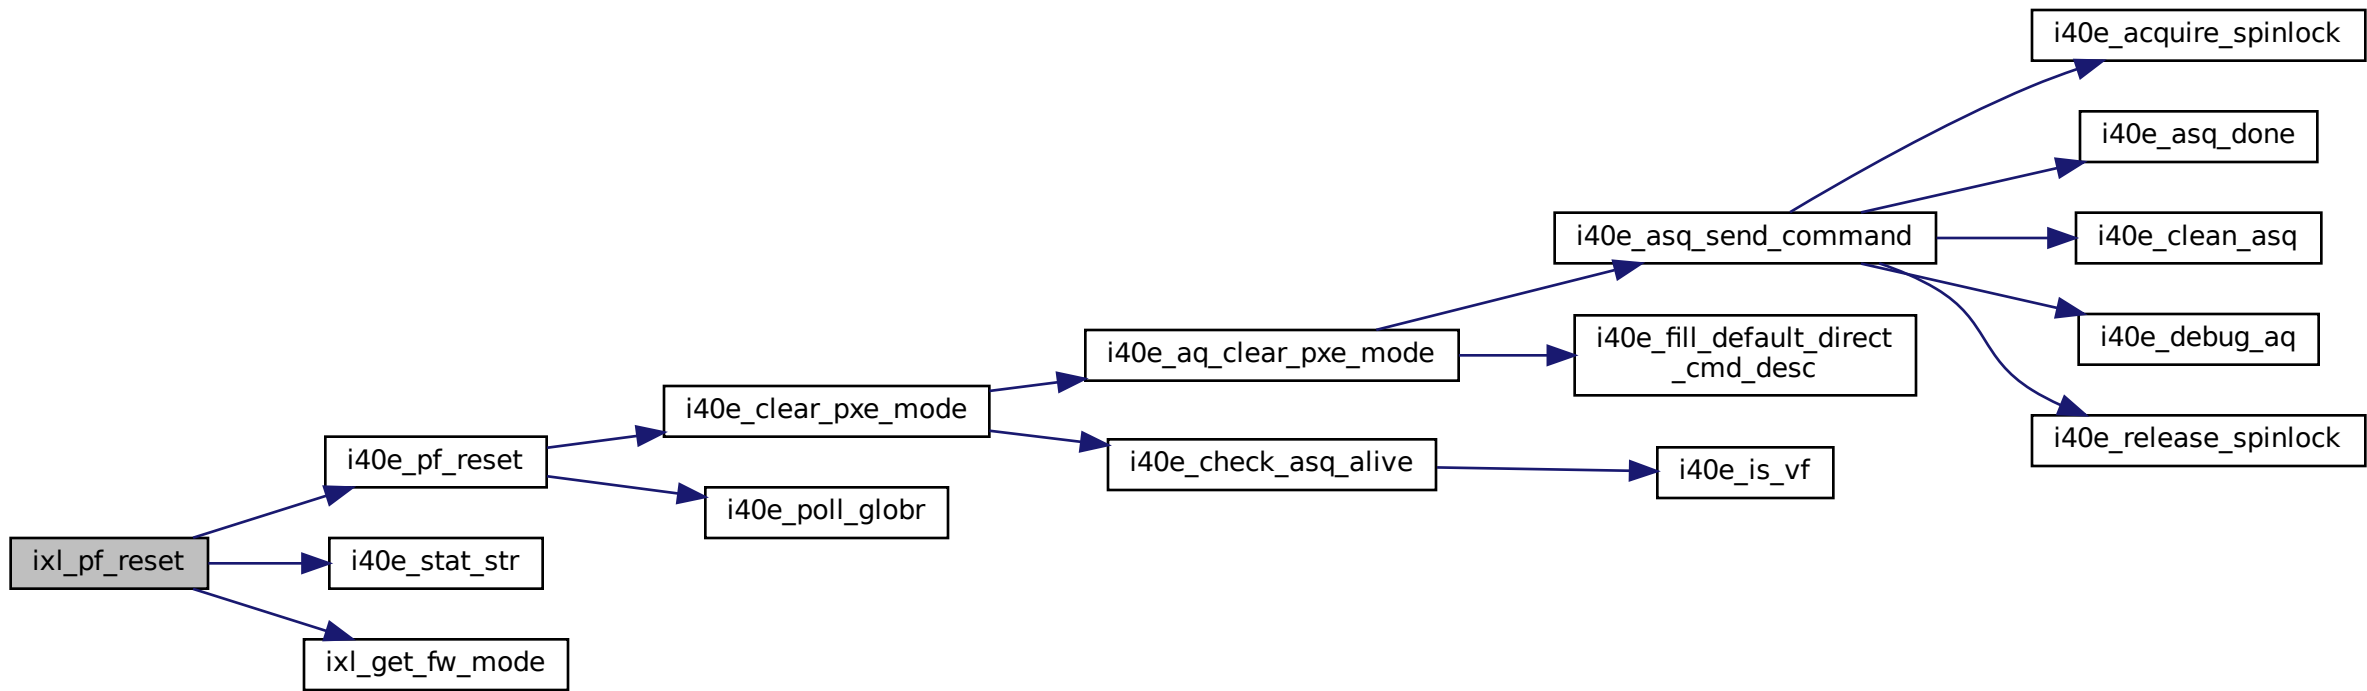 i40e_acquire_spinlock
i40e_asq_done
i40e_asq_send_command
i40e_clean_asq
i40e_debug_aq
i40e_aq_clear_pxe_mode
i40e_fill_default_direct
_cmd_desc
i40e_clear_pxe_mode
i40e_release_spinlock
i40e_pf_reset
i40e_check_asq_alive
i40e_is_vf
i40e_poll_globr
ixl_pf_reset
i40e_stat_str
ixl_get_fw_mode